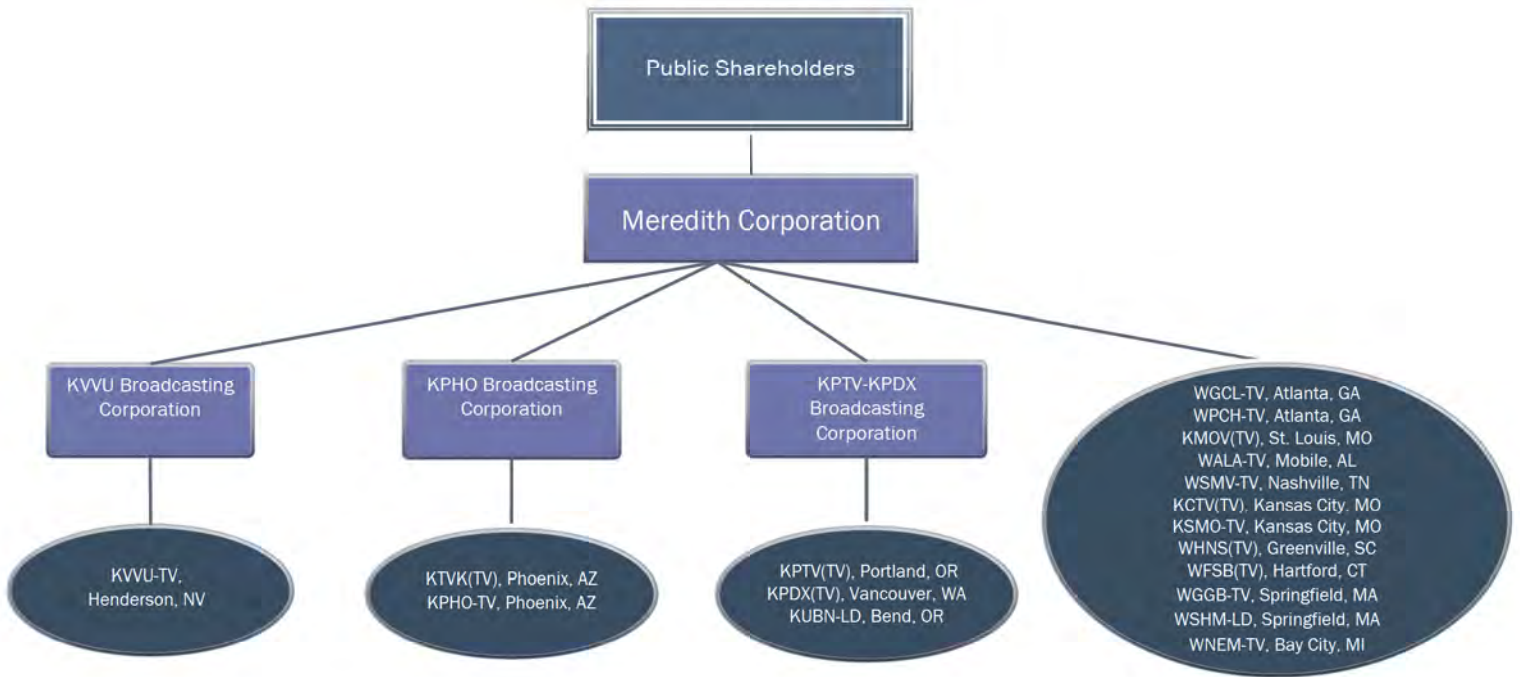 Public Shareholders
Meredith Corporation
KVVU Broadcasting
Corporation
KPHO Broadcasting
Corporation
KPTV-KPDX
Broadcasting
Corporation
KVVU-TV,
Henderson, NV
KTVK(TV), Phoenix, AZ
KPHO-TV, Phoenix, AZ
KPTV(TV), Portland, OR
KPDX(TV), Vancouver, WA
KUBN-LD, Bend, OR
WGCL-TV, Atlanta, GA
WPCH-TV, Atlanta, GA
KMOV(TV), St. Louis, MO
WALA-TV, Mobile, AL
WSMV-TV, Nashville, TN
KCTV(TV), Kansas City, MO
KSMO-TV, Kansas City, MO
WHNS(TV), Greenville, SC
WFSB(TV), Hartford, CT
WGGB-TV, Springfield, MA
WSHM-LD, Springfield, MA
WNEM-TV, Bay City, MI